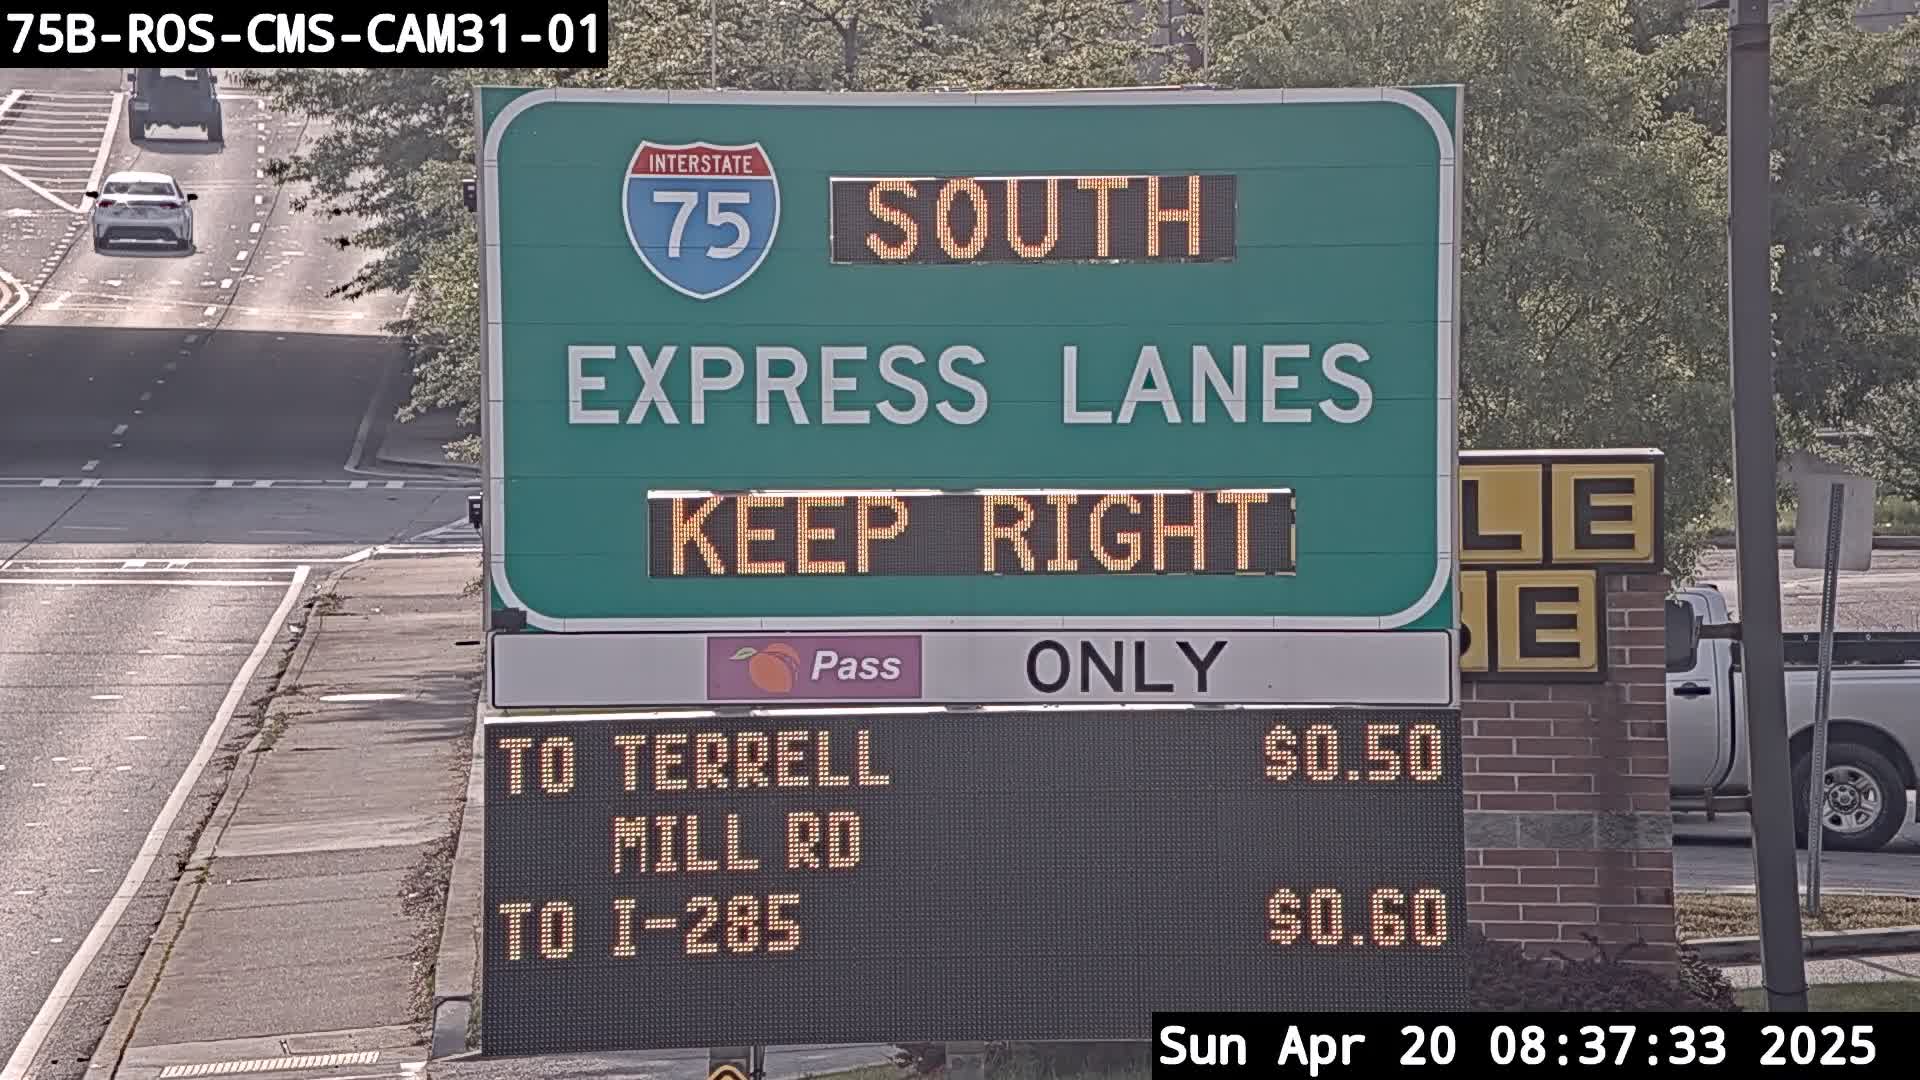 75B-ROS-CMS-CAM31-01
INTERSTATE
75
SOUTH
EXPRESS LANES
KEEP RIGHT
Pass ONLY
TO TERRELL $0.50
MILL RD
TO I-285 $0.60
LE
E
Sun Apr 20 08:37:33 2025